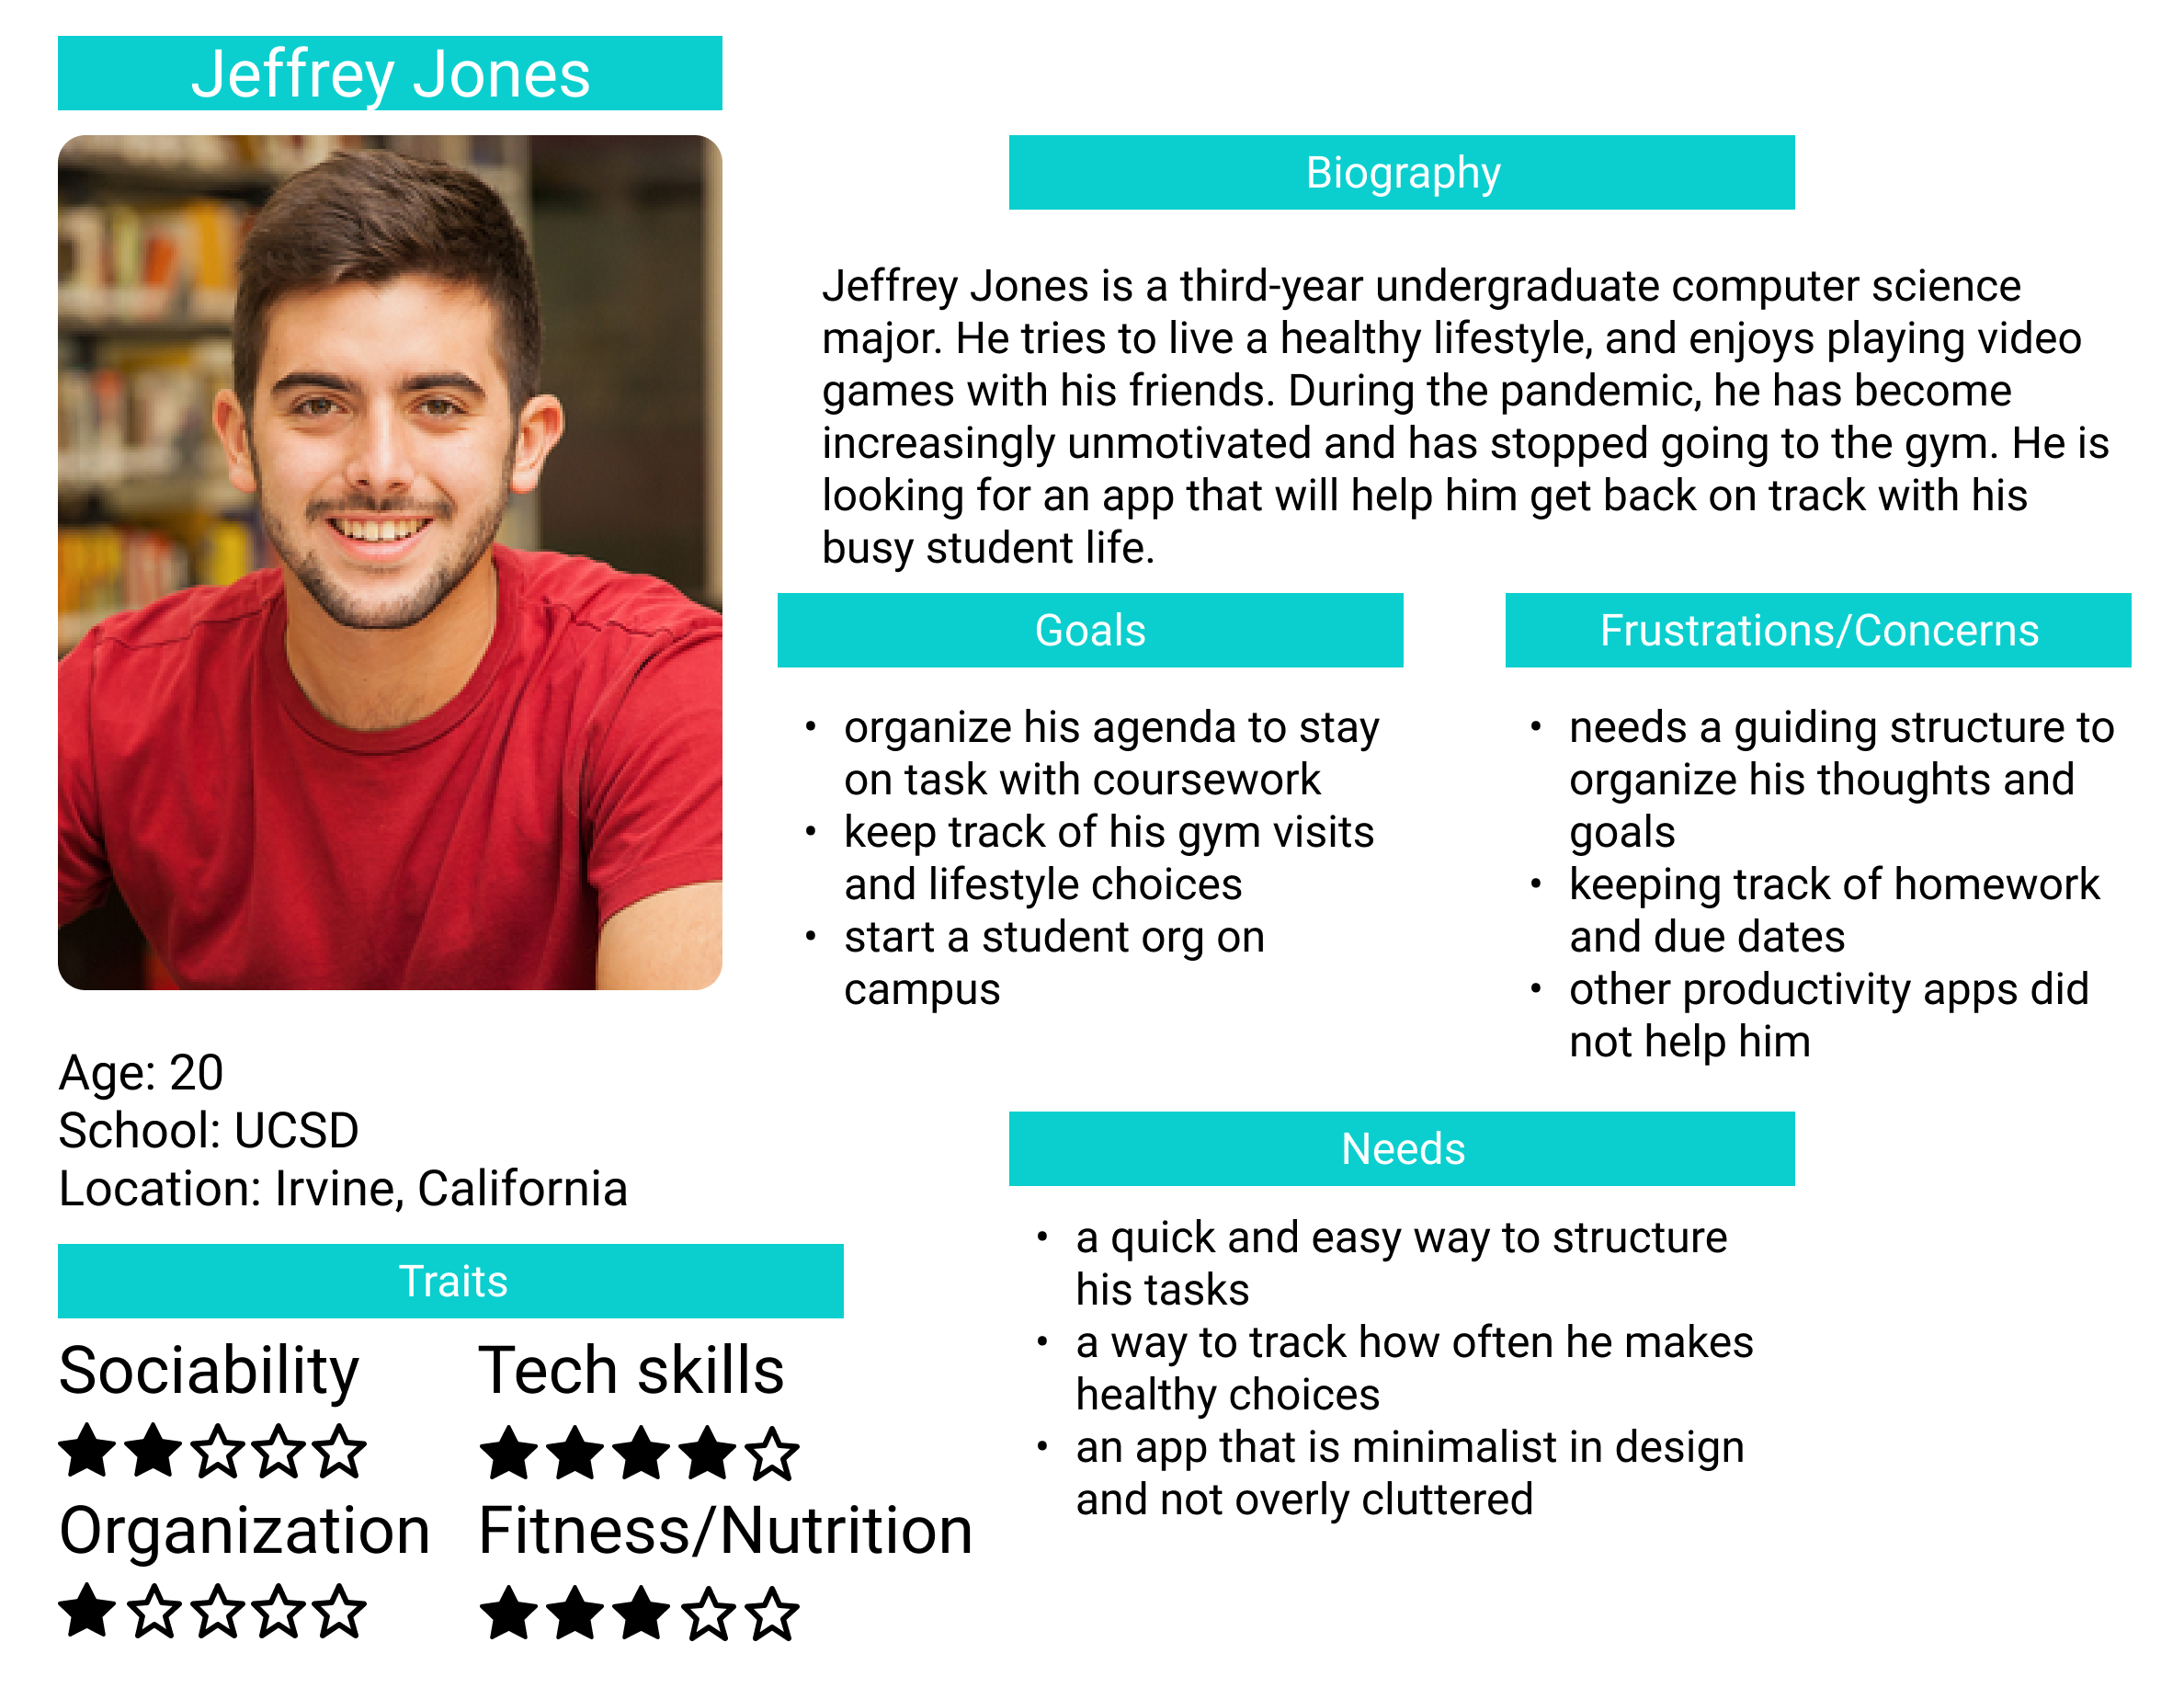 Jeffrey Jones
Biography
Jeffrey Jones is a third-year undergraduate computer science
major. He tries to live a healthy lifestyle, and enjoys playing video
games with his friends. During the pandemic, he has become
increasingly unmotivated and has stopped going to the gym. He is
looking for an app that will help him get back on track with his
busy student life.
Goals
• organize his agenda to stay
on task with coursework
• keep track of his gym visits
and lifestyle choices
• start a student org on
campus
Frustrations/Concerns
• needs a guiding structure to
organize his thoughts and
goals
• keeping track of homework
and due dates
• other productivity apps did
not help him
Age: 20
School: UCSD
Location: Irvine, California
Traits
Sociability
Tech skills
Organization
Fitness/Nutrition
Needs
• a quick and easy way to structure
his tasks
• a way to track how often he makes
healthy choices
• an app that is minimalist in design
and not overly cluttered